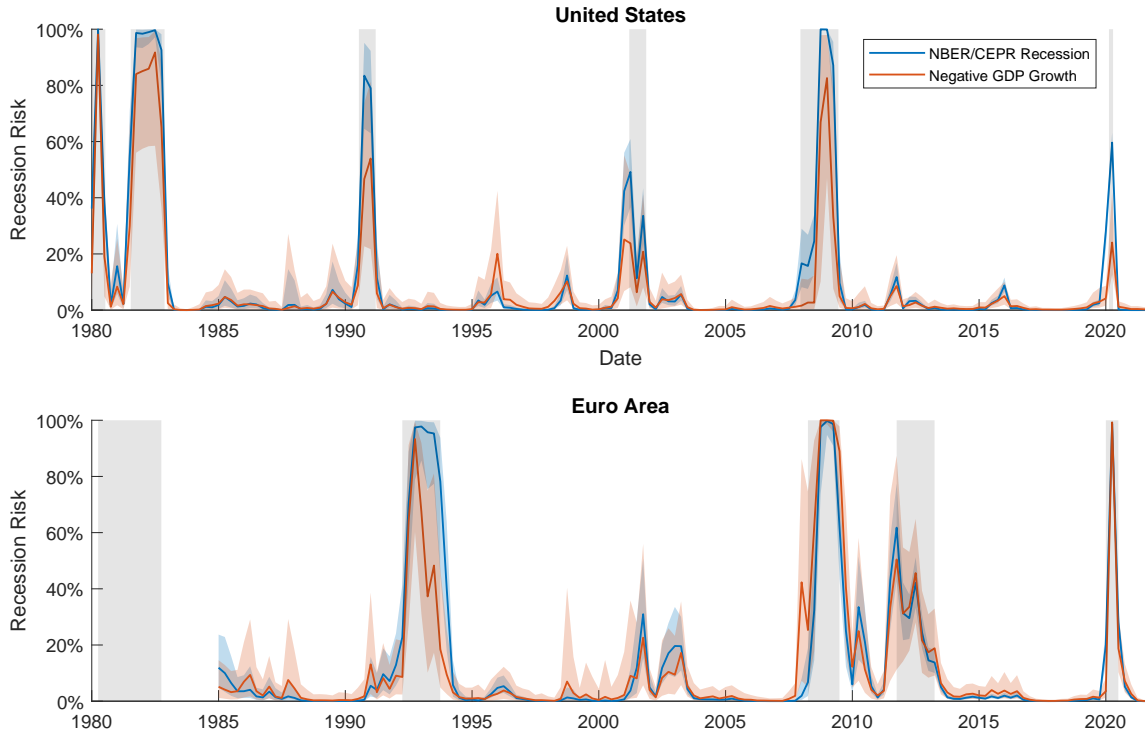 United States
100%
80%
60%
40%
20%
0%
Recession Risk
NBER/CEPR Recession
Negative GDP Growth
1980 1985 1990 1995 2000 2005 2010 2015 2020
Date
Euro Area
100%
80%
60%
40%
20%
0%
Recession Risk
1980 1985 1990 1995 2000 2005 2010 2015 2020